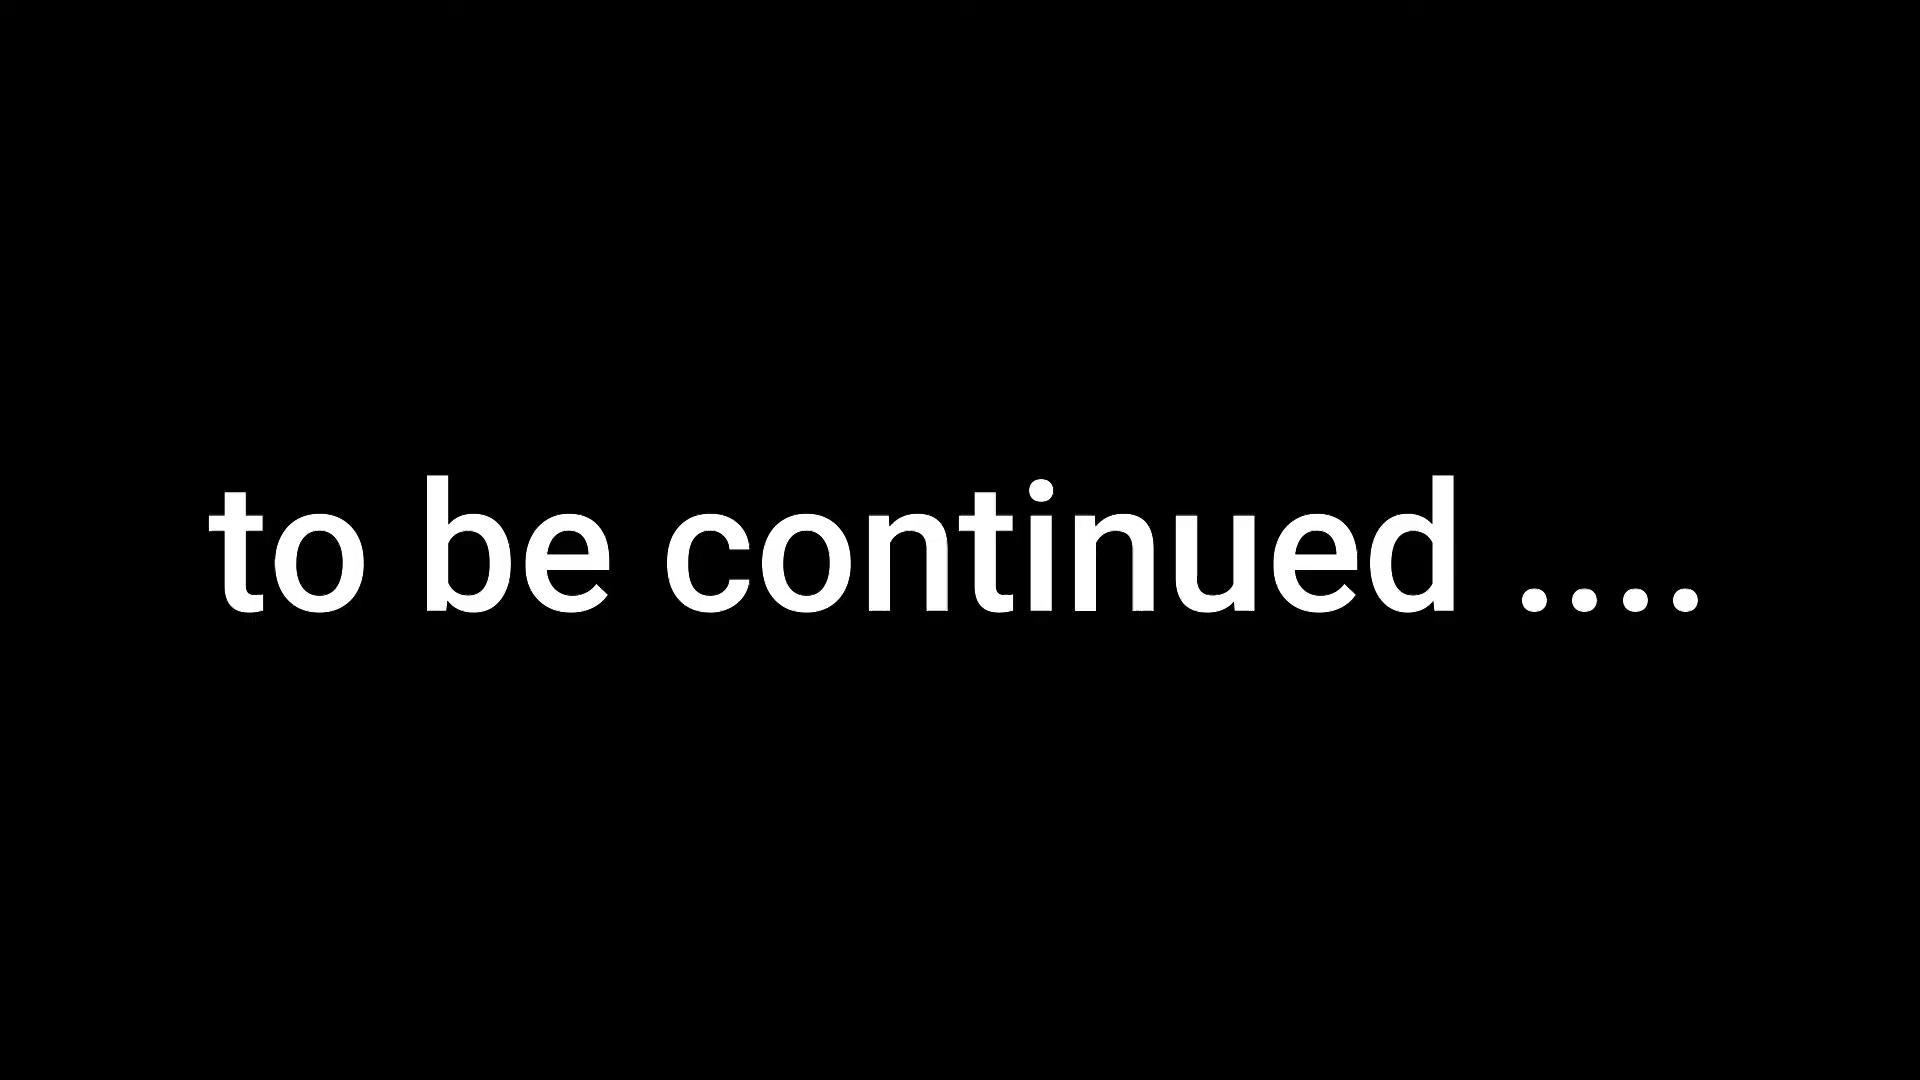 to be continued ....